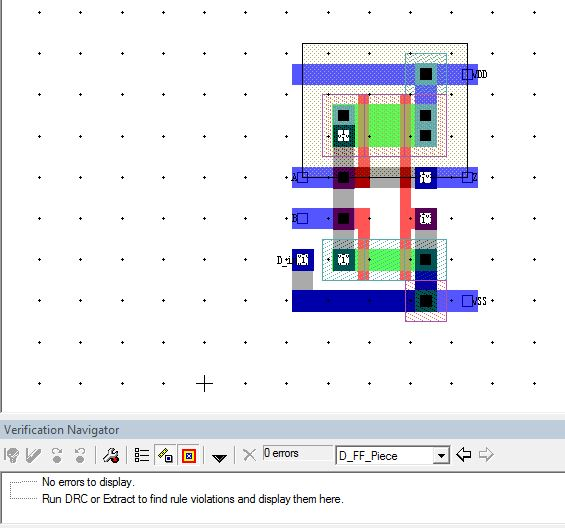 VDD
A
Z
B
D_i
VSS
Verification Navigator
0 errors
D_FF_Piece
No errors to display.
Run DRC or Extract to find rule violations and display them here.